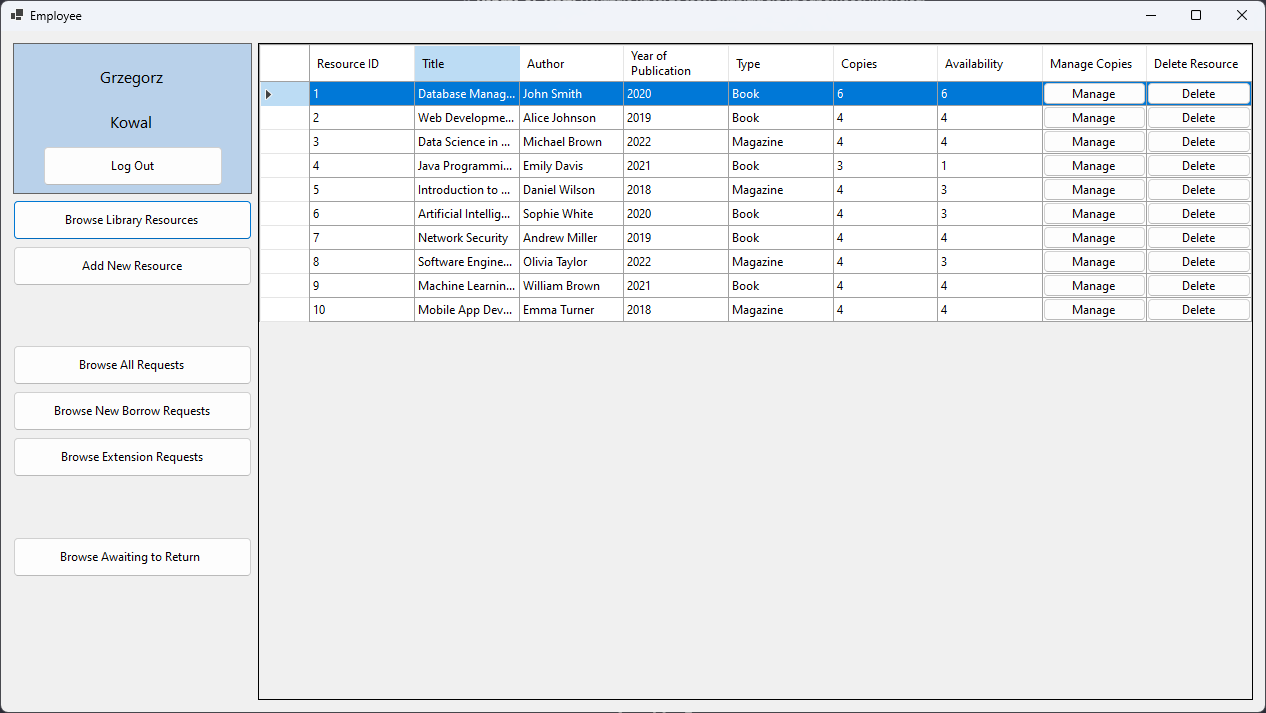 Employee
Grzegorz
Kowal
Log Out
Browse Library Resources
Add New Resource
Browse All Requests
Browse New Borrow Requests
Browse Extension Requests
Browse Awaiting to Return
Resource ID Title Author Year of Publication Type Copies Availability Manage Copies Delete Resource
1 Database Manag... John Smith 2020 Book 6 6 Manage Delete
2 Web Developme... Alice Johnson 2019 Book 4 4 Manage Delete
3 Data Science in ... Michael Brown 2022 Magazine 4 4 Manage Delete
4 Java Programmi... Emily Davis 2021 Book 3 1 Manage Delete
5 Introduction to ... Daniel Wilson 2018 Magazine 4 3 Manage Delete
6 Artificial Intellig... Sophie White 2020 Book 4 3 Manage Delete
7 Network Security Andrew Miller 2019 Book 4 4 Manage Delete
8 Software Engine... Olivia Taylor 2022 Magazine 4 3 Manage Delete
9 Machine Learnin... William Brown 2021 Book 4 4 Manage Delete
10 Mobile App Dev... Emma Turner 2018 Magazine 4 4 Manage Delete